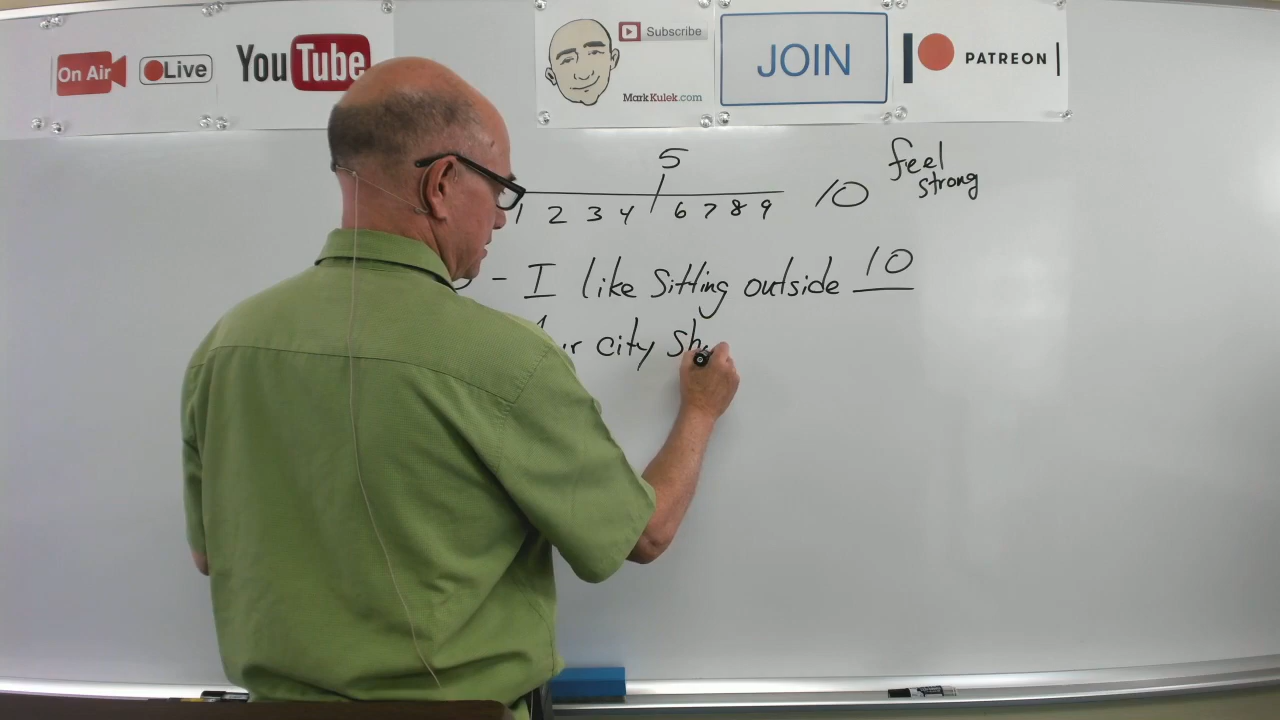 On Air
Live
YouTube
Subscribe
MarkKulek.com
JOIN
PATREON
5
1 2 3 4 6 7 8 9 10 feel strong
- I like sitting outside 10
city